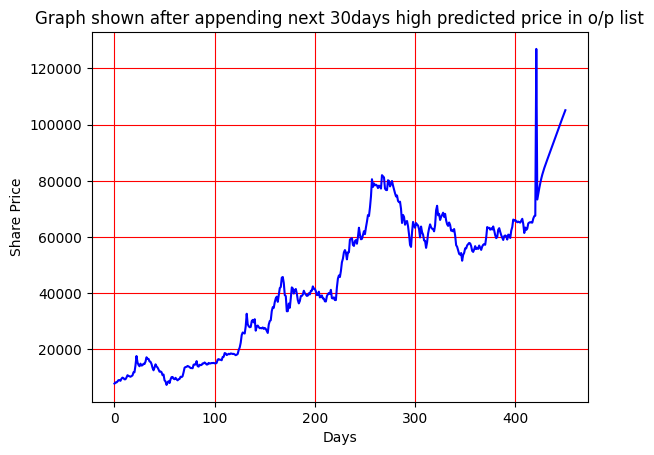 Graph shown after appending next 30days high predicted price in o/p list
120000
100000
80000
60000
40000
20000
Share Price
0 100 200 300 400
Days